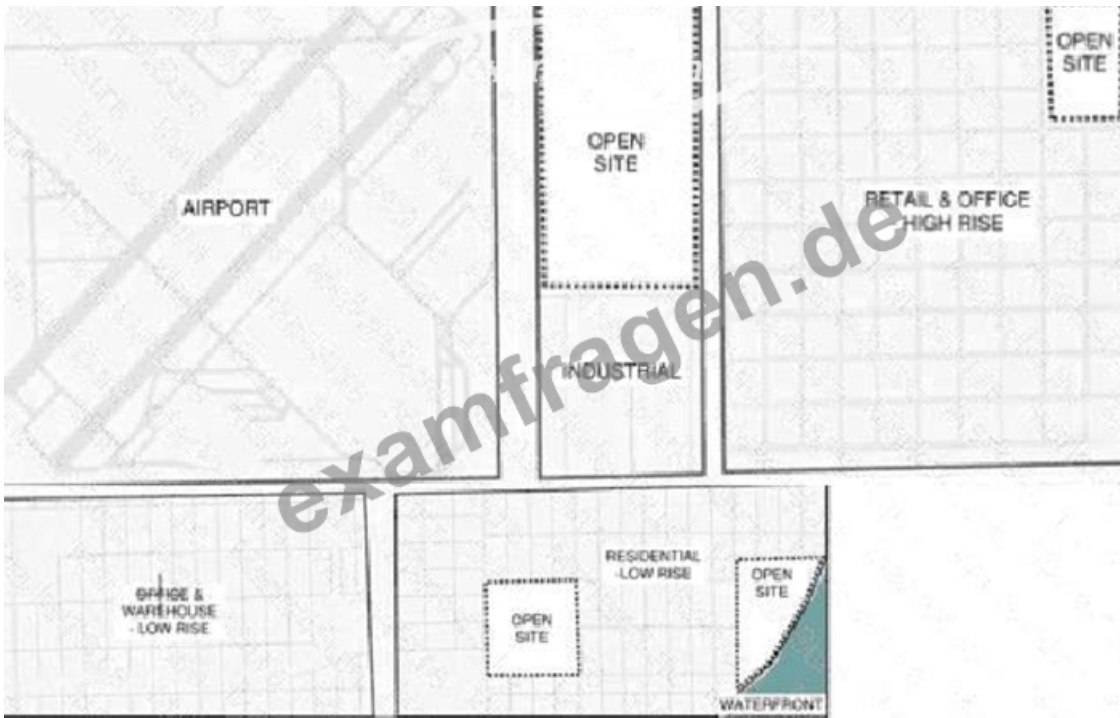 OPEN
SITE
OPEN
SITE
AIRPORT
RETAIL & OFFICE
-HIGH RISE
INDUSTRIAL
examfragen.de
OFFICE &
WAREHOUSE
- LOW RISE
RESIDENTIAL
-LOW RISE
OPEN
SITE
OPEN
SITE
WATERFRONT